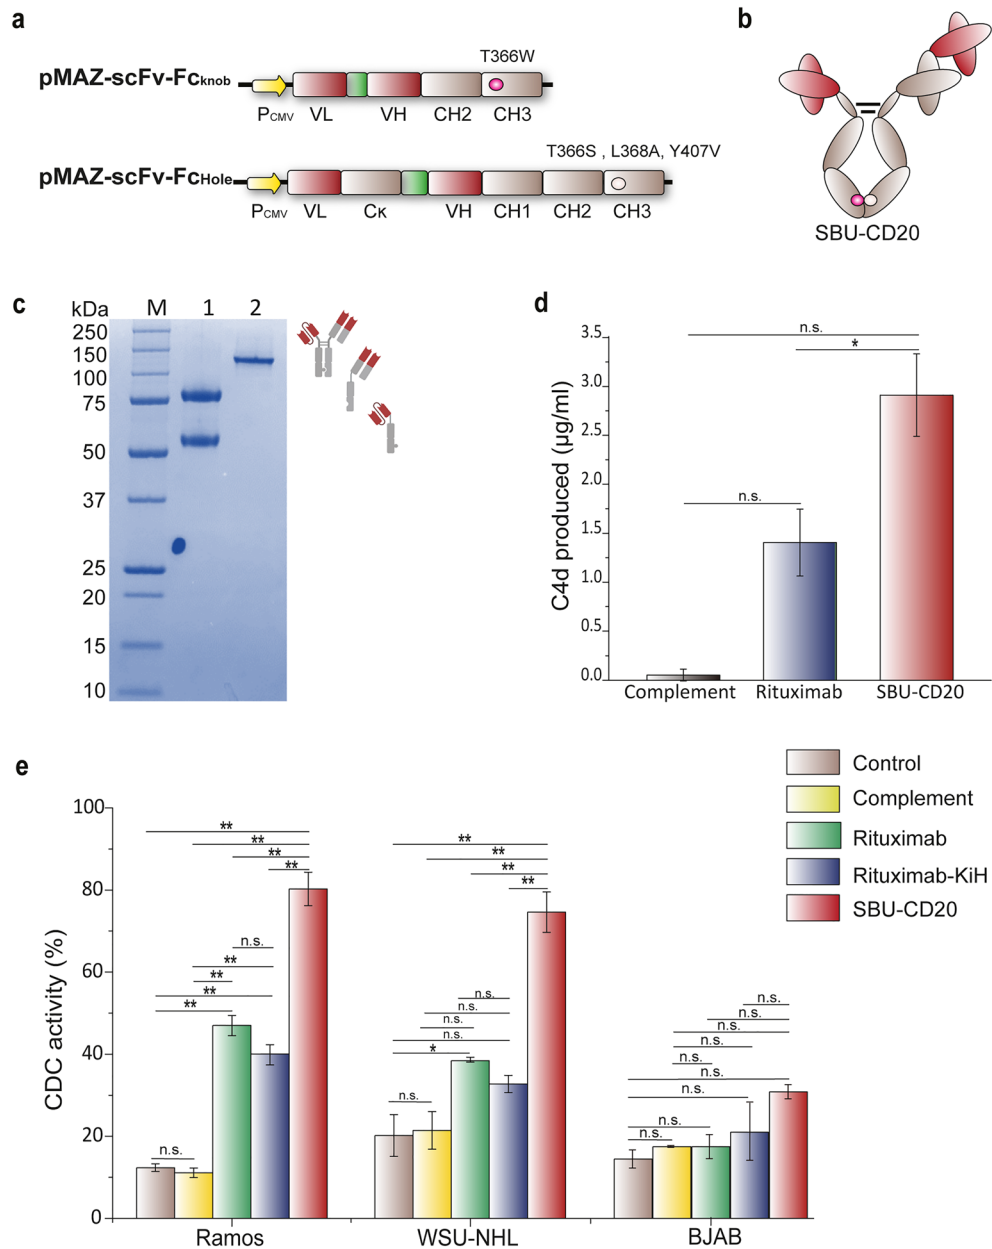 a
T366W
pMAZ-scFv-Fcknob
PCMV VL VH CH2 CH3
T366S , L368A, Y407V
pMAZ-scFv-FcHole
PCMV VL Cκ VH CH1 CH2 CH3
b
SBU-CD20
c
kDa M 1 2
250
150
100
75
50
37
25
20
15
10
d
C4d produced (µg/ml)
3.5
3.0
2.5
2.0
1.5
1.0
0.5
0.0
n.s.
*
n.s.
Complement Rituximab SBU-CD20
e
Control
Complement
Rituximab
Rituximab-KiH
SBU-CD20
CDC activity (%)
100
80
60
40
20
0
**
**
**
**
n.s.
**
**
**
**
n.s.
**
**
**
**
n.s.
n.s.
n.s.
n.s.
*
n.s.
n.s.
n.s.
n.s.
n.s.
n.s.
n.s.
n.s.
n.s.
n.s.
Ramos WSU-NHL BJAB